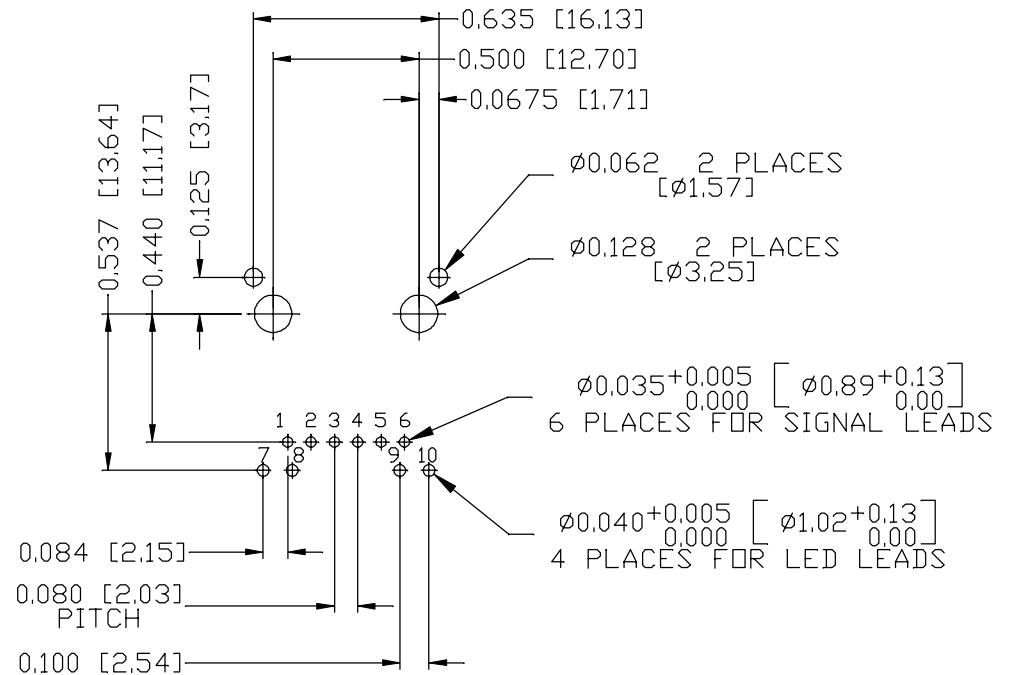 0.635 [16.13]
0.500 [12.70]
0.0675 [1.71]
0.537 [13.64]
0.440 [11.17]
0.125 [3.17]
Ø0.062 2 PLACES
[Ø1.57]
Ø0.128 2 PLACES
[Ø3.25]
Ø0.035+0.005 [Ø0.89+0.13]
0.000 0.00
6 PLACES FOR SIGNAL LEADS
1 2 3 4 5 6
7 8 9 10
Ø0.040+0.005 [Ø1.02+0.13]
0.000 0.00
4 PLACES FOR LED LEADS
0.084 [2.15]
0.080 [2.03]
PITCH
0.100 [2.54]